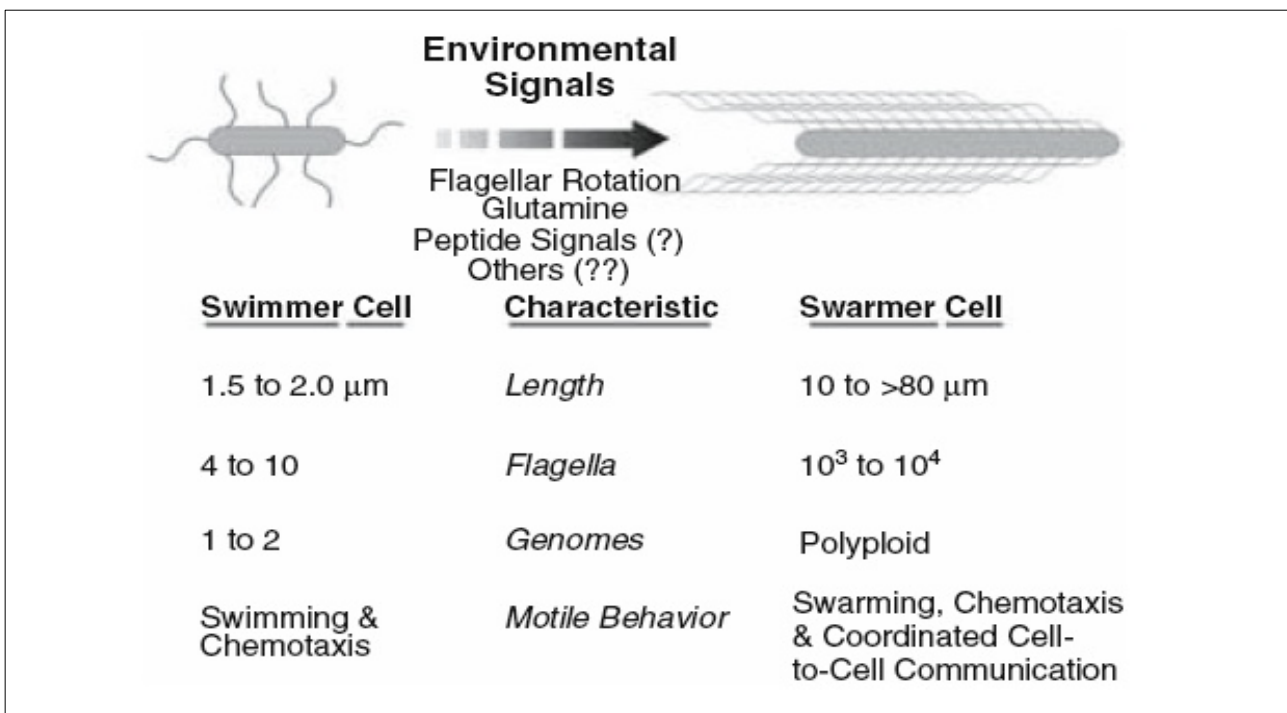 Environmental
Signals
Flagellar Rotation
Glutamine
Peptide Signals (?)
Others (??)
Swimmer Cell Characteristic Swarmer Cell
1.5 to 2.0 μm Length 10 to >80 μm
4 to 10 Flagella 10³ to 10⁴
1 to 2 Genomes Polyploid
Swimming & Motile Behavior Swarming, Chemotaxis
Chemotaxis & Coordinated Cell-
to-Cell Communication